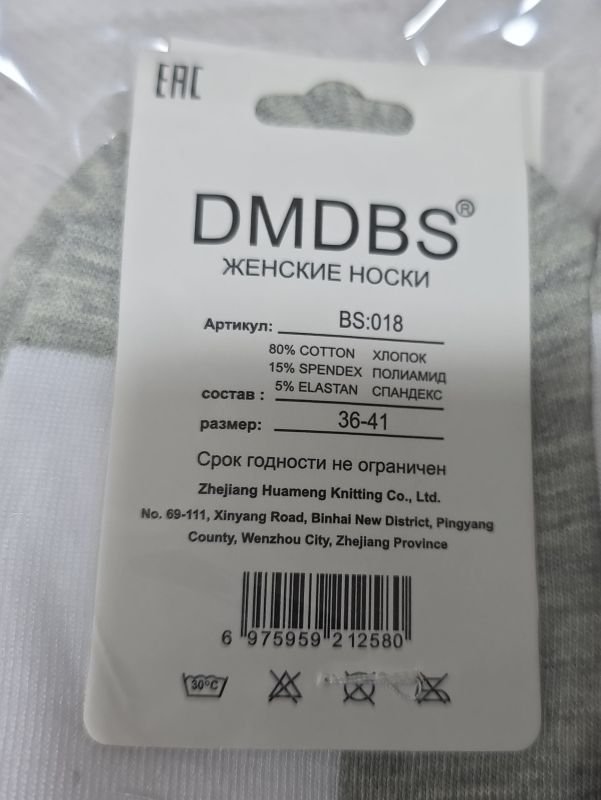 EAC
DMDBS®
ЖЕНСКИЕ НОСКИ
Артикул: BS:018
80% COTTON ХЛОПОК
15% SPENDEX ПОЛИАМИД
состав : 5% ELASTAN СПАНДЕКС
размер: 36-41
Срок годности не ограничен
Zhejiang Huameng Knitting Co., Ltd.
No. 69-111, Xinyang Road, Binhai New District, Pingyang
County, Wenzhou City, Zhejiang Province
6 975959 212580
30°C